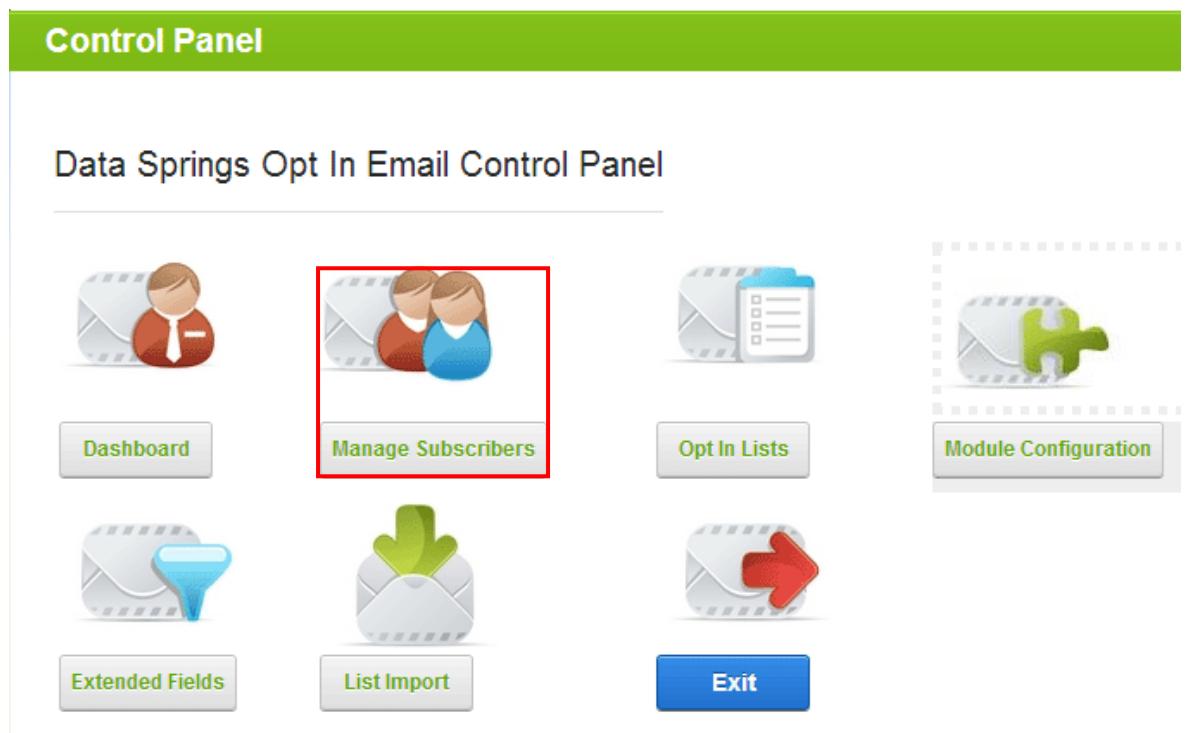 Control Panel
Data Springs Opt In Email Control Panel
Dashboard
Manage Subscribers
Opt In Lists
Module Configuration
Extended Fields
List Import
Exit